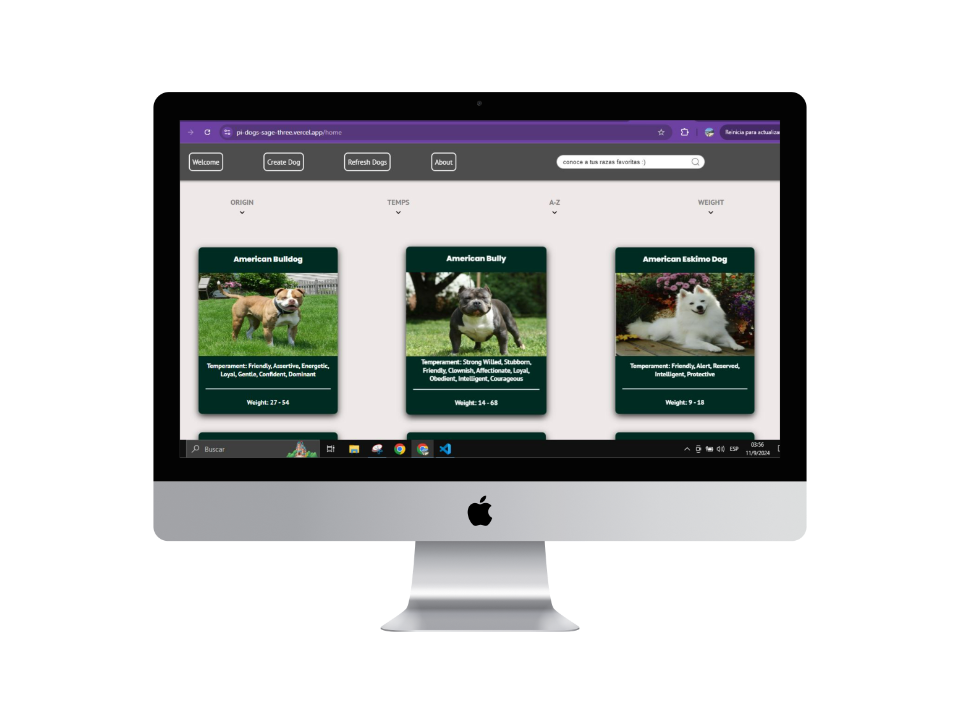 pi-dogs-sage-three.vercel.app/home
Reinicia para actualiza
Welcome
Create Dog
Refresh Dogs
About
conoce a tus razas favoritas :)
ORIGIN
TEMPS
A-Z
WEIGHT
American Bulldog
Temperament: Friendly, Assertive, Energetic,
Loyal, Gentle, Confident, Dominant
Weight: 27 - 54
American Bully
Temperament: Strong Willed, Stubborn,
Friendly, Clownish, Affectionate, Loyal,
Obedient, Intelligent, Courageous
Weight: 14 - 68
American Eskimo Dog
Temperament: Friendly, Alert, Reserved,
Intelligent, Protective
Weight: 9 - 18
Buscar
ESP
03:56
11/9/2024